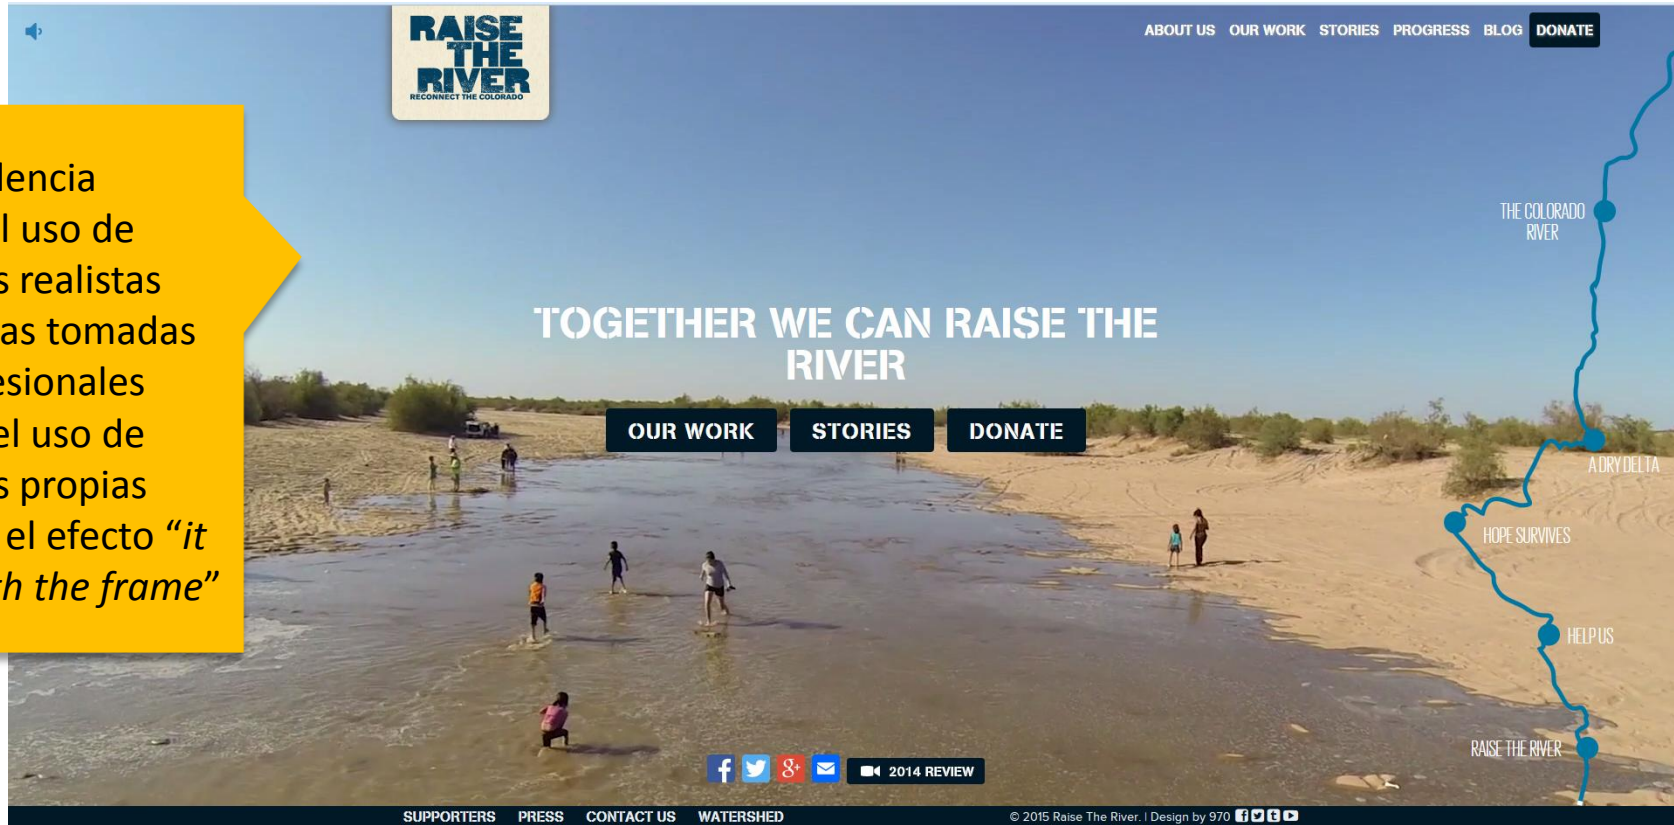 RAISE
THE
RIVER
RECONNECT THE COLORADO
ABOUT US OUR WORK STORIES PROGRESS BLOG DONATE
dencia
l uso de
s realistas
as tomadas
esionales
el uso de
s propias
el efecto “it
th the frame”
TOGETHER WE CAN RAISE THE
RIVER
OUR WORK STORIES DONATE
THE COLORADO
RIVER
A DRY DELTA
HOPE SURVIVES
HELP US
RAISE THE RIVER
2014 REVIEW
SUPPORTERS PRESS CONTACT US WATERSHED © 2015 Raise The River. | Design by 970